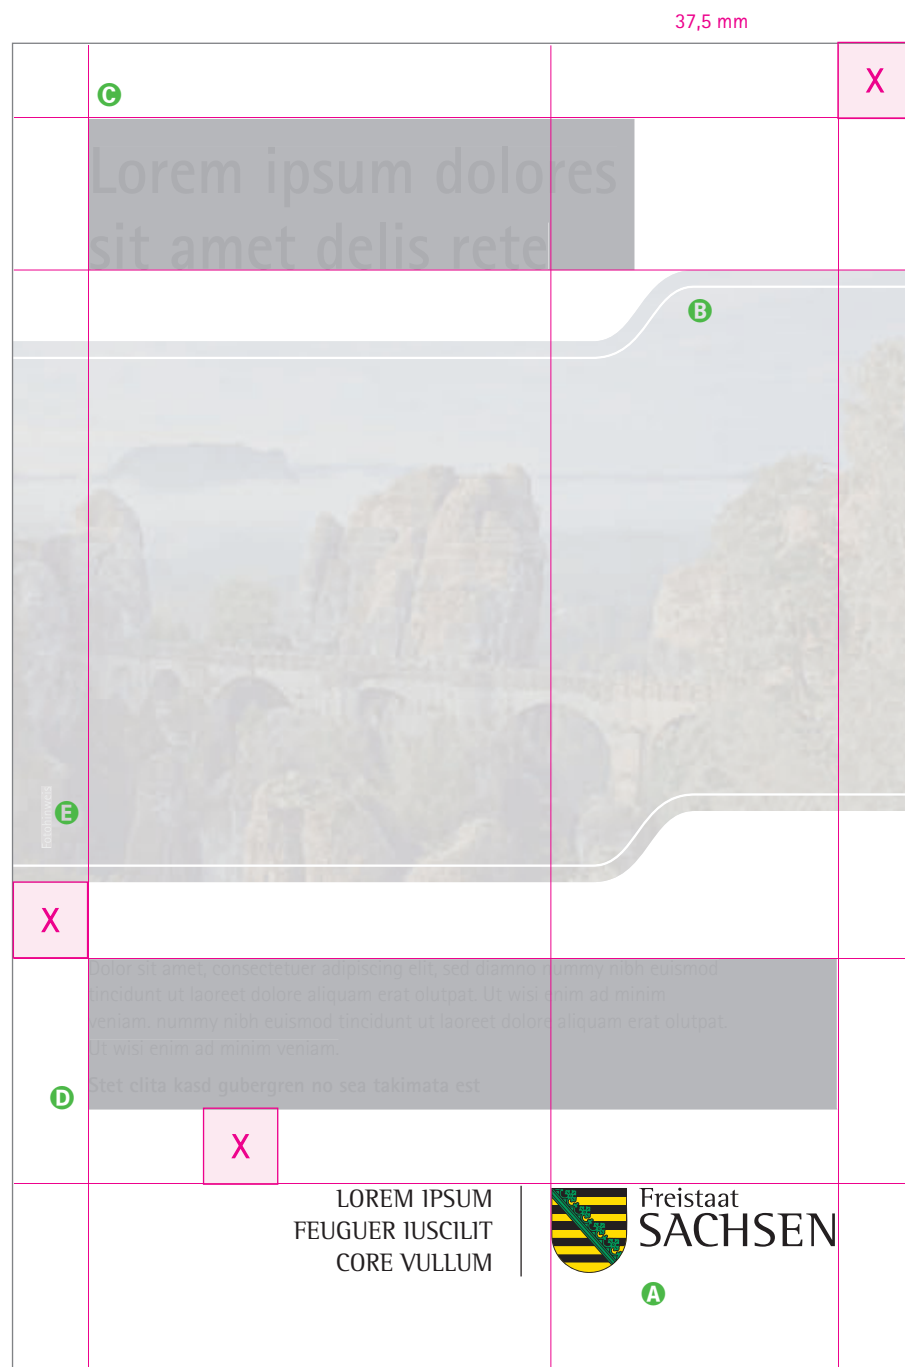 37,5 mm
X
C
Lorem ipsum dolores
sit amet delis rete
B
Fotohinweis
E
X
Dolor sit amet, consectetuer adipiscing elit, sed diamno nummy nibh euismod
tincidunt ut laoreet dolore aliquam erat olutpat. Ut wisi enim ad minim
veniam, nummy nibh euismod tincidunt ut laoreet dolore aliquam erat olutpat.
Ut wisi enim ad minim veniam.
Stet clita kasd gubergren no sea takimata est
D
X
LOREM IPSUM
FEUGUER IUSCILIT
CORE VULLUM
Freistaat
SACHSEN
A